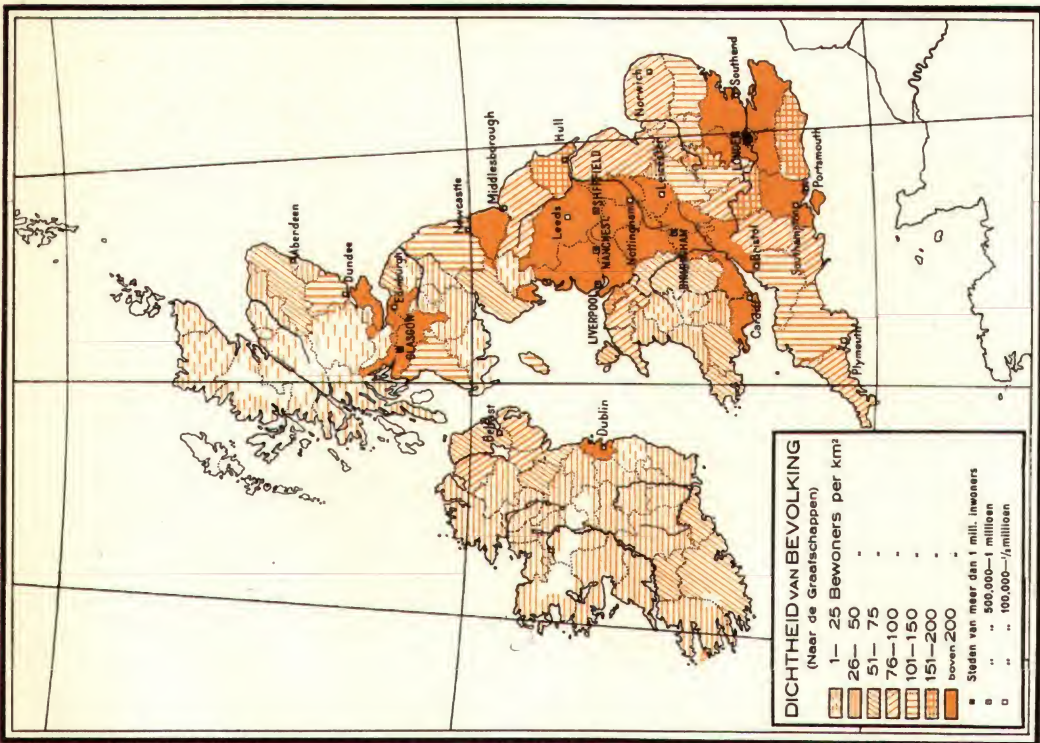 Aberdeen
Dundee
Edinburgh
GLASGOW
Newcastle
Middlesborough
Belfast
Dublin
Leeds
Hull
LIVERPOOL
MANCHEST.
SHEFFIELD
Nottingham
Leicester
Norwich
BIRMINGHAM
Cardiff
Bristol
LONDEN
Southend
Southampton
Portsmouth
Plymouth
DICHTHEID VAN BEVOLKING
(Naar de Graafschappen)
1— 25 Bewoners per km²
26— 50 " "
51— 75
76—100 " "
101—150 " "
151—200 " "
boven 200 " "
Steden van meer dan 1 mill. inwoners
" " 500,000—1 millioen
" " 100,000—½ millioen